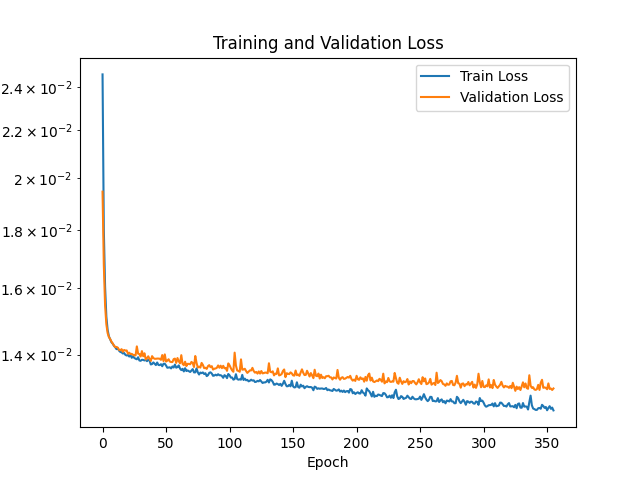 Training and Validation Loss
Train Loss
Validation Loss
2.4 × 10⁻²
2.2 × 10⁻²
2 × 10⁻²
1.8 × 10⁻²
1.6 × 10⁻²
1.4 × 10⁻²
0 50 100 150 200 250 300 350
Epoch